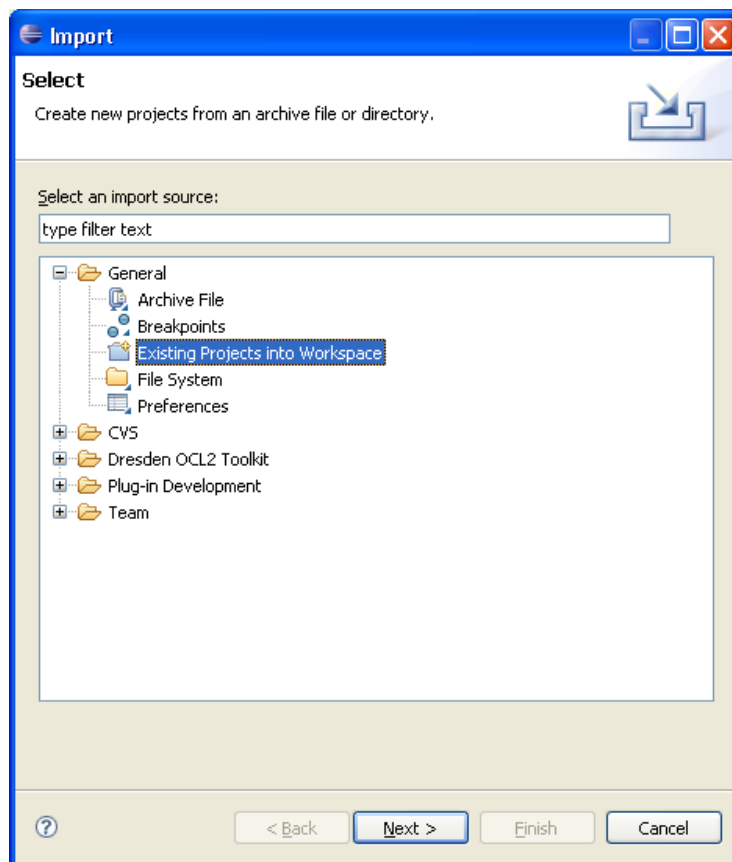 Import
Select
Create new projects from an archive file or directory.
Select an import source:
type filter text
General
Archive File
Breakpoints
Existing Projects into Workspace
File System
Preferences
CVS
Dresden OCL2 Toolkit
Plug-in Development
Team
? < Back Next > Finish Cancel